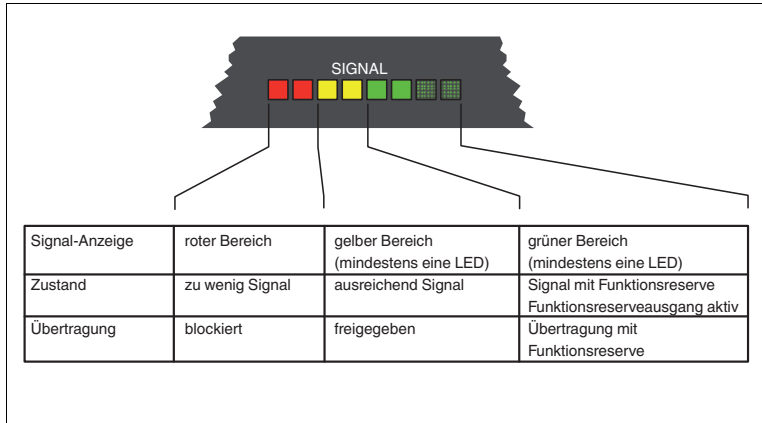 SIGNAL
Signal-Anzeige roter Bereich gelber Bereich grüner Bereich
(mindestens eine LED) (mindestens eine LED)
Zustand zu wenig Signal ausreichend Signal Signal mit Funktionsreserve
Funktionsreserveausgang aktiv
Übertragung blockiert freigegeben Übertragung mit
Funktionsreserve